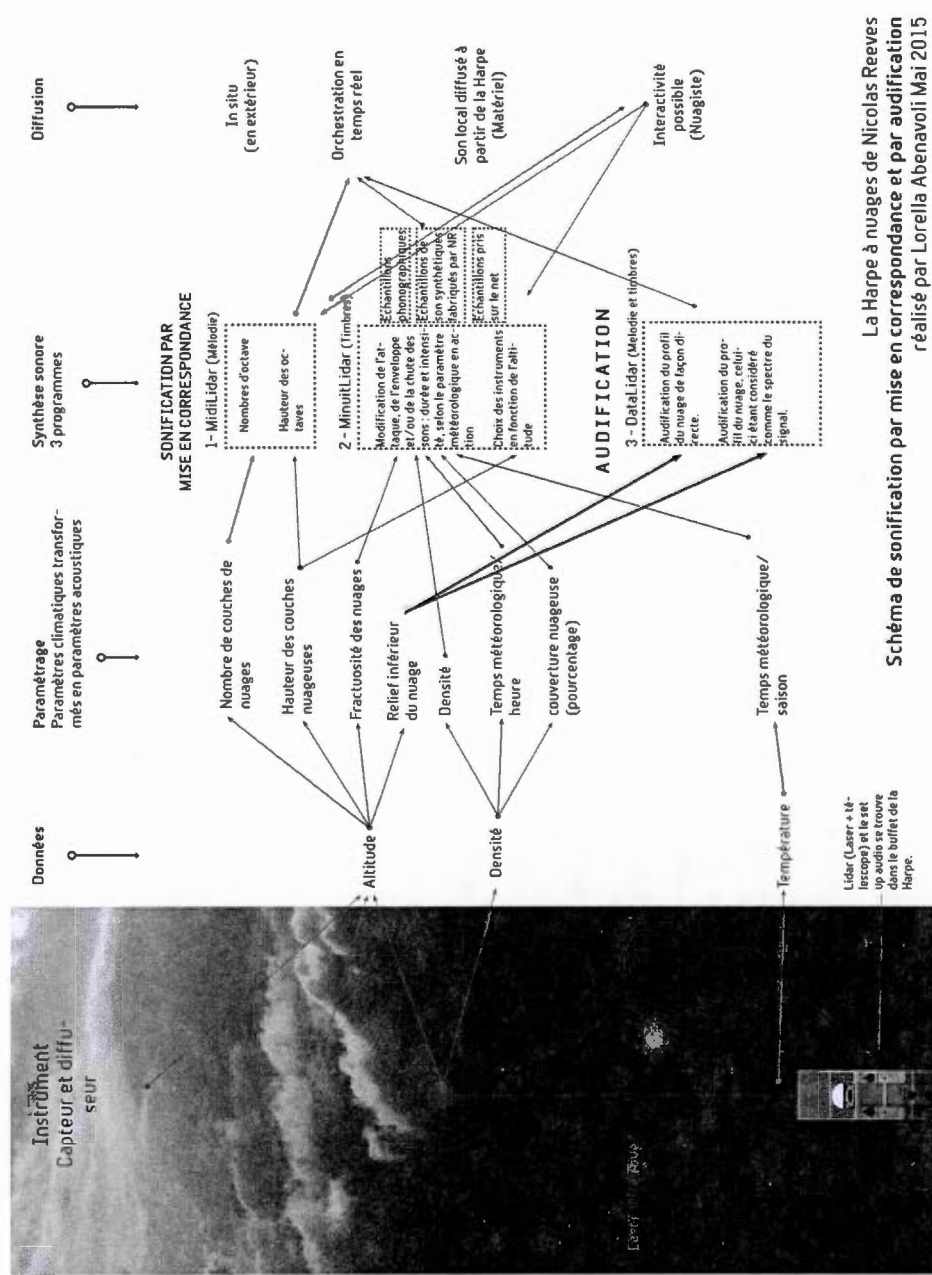 Instrument
Capteur et diffu-
seur
Données
Altitude
Densité
Température
Lidar (Laser + té-
lescope) et le set
up audio se trouve
dans le buffet de la
Harpe.
Paramétrage
Paramètres climatiques transfor-
més en paramètres acoustiques
Nombre de couches de
nuages
Hauteur des couches
nuageuses
Fractuosité des nuages
Relief inférieur
du nuage
Densité
Temps météorologique/
heure
couverture nuageuse
(pourcentage)
Temps météorologique/
saison
Synthèse sonore
3 programmes
SONIFICATION PAR
MISE EN CORRESPONDANCE
1- MidiLidar (Mélodie)
Nombres d'octave
Hauteur des oc-
taves
2 - MinuitLidar (Timbres)
Modification de l'at-
taque, de l'enveloppe
et/ou de la chute des
sons : durée et intensi-
té, selon le paramètre
météorologique en ac-
tion
Choix des instruments
en fonction de l'alti-
tude
Echantillons
phonographiques
Echantillons de
son synthétiques
fabriqués par NR
Echantillons pris
sur le net
AUDIFICATION
3 - DataLidar (Melodie et timbres)
Audification du profil
du nuage de façon di-
recte.
Audification du pro-
fil du nuage, celui-
ci étant considéré
comme le spectre du
signal.
Diffusion
In situ
(en extérieur)
Orchestration en
temps réel
Son local diffusé à
partir de la Harpe
(Matériel)
Interactivité
possible
(Nuagiste)
La Harpe à nuages de Nicolas Reeves
Schéma de sonification par mise en correspondance et par audification
réalisé par Lorella Abenavoli Mai 2015